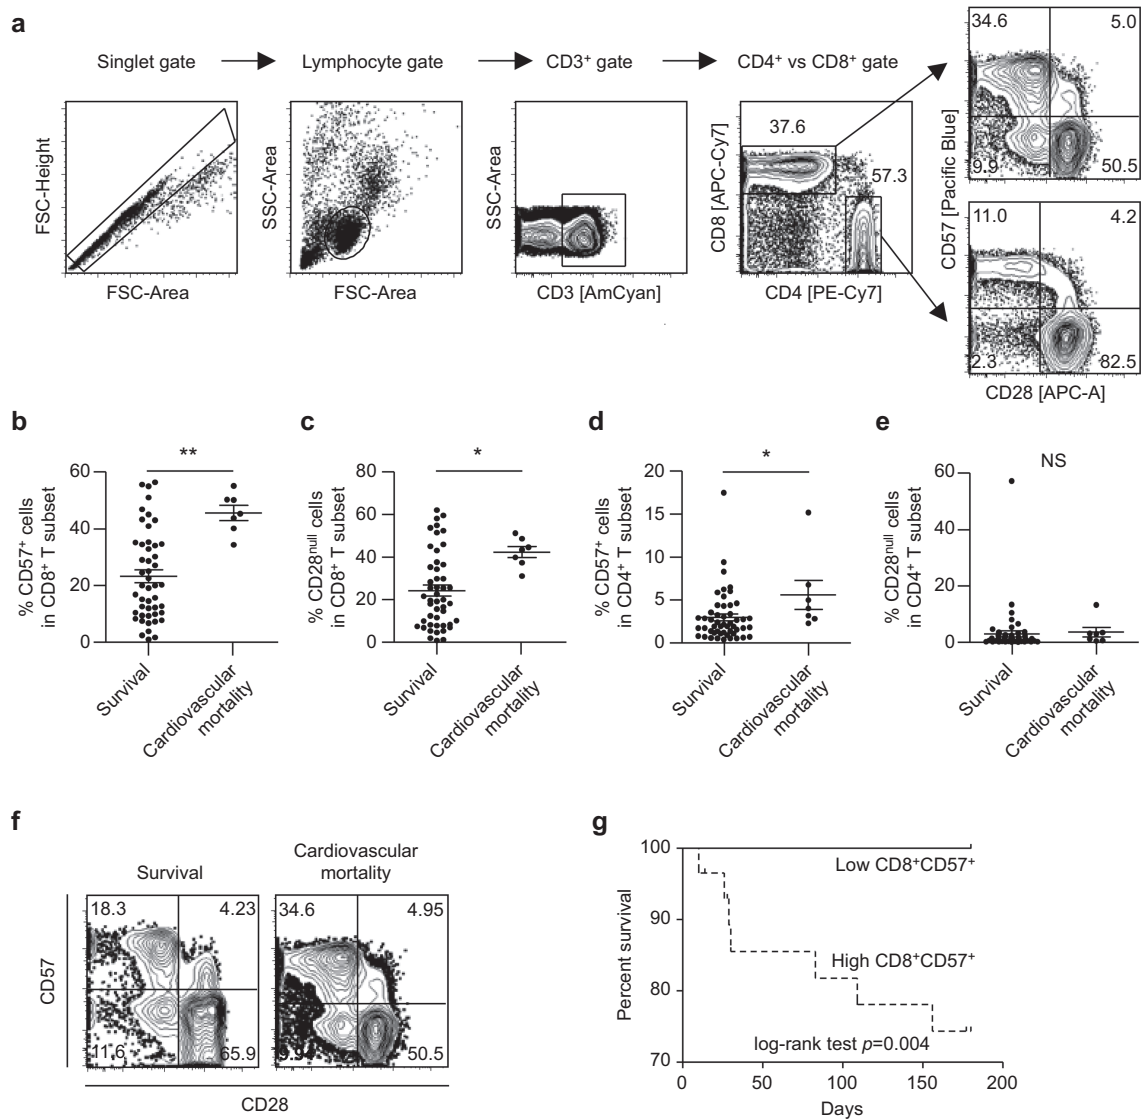 a
Singlet gate
Lymphocyte gate
CD3⁺ gate
CD4⁺ vs CD8⁺ gate
FSC-Height
FSC-Area
SSC-Area
FSC-Area
SSC-Area
CD3 [AmCyan]
37.6
57.3
CD8 [APC-Cy7]
CD4 [PE-Cy7]
34.6
5.0
9.9
50.5
CD57 [Pacific Blue]
11.0
4.2
2.3
82.5
CD28 [APC-A]
b
**
60
40
20
0
% CD57⁺ cells
in CD8⁺ T subset
Survival
Cardiovascular
mortality
c
*
80
60
40
20
0
% CD28ⁿᵘˡˡ cells
in CD8⁺ T subset
Survival
Cardiovascular
mortality
d
*
20
15
10
5
0
% CD57⁺ cells
in CD4⁺ T subset
Survival
Cardiovascular
mortality
e
NS
60
40
20
0
% CD28ⁿᵘˡˡ cells
in CD4⁺ T subset
Survival
Cardiovascular
mortality
f
Survival
Cardiovascular
mortality
18.3
4.23
11.6
65.9
34.6
4.95
50.5
CD57
CD28
g
100
90
80
70
Percent survival
Low CD8⁺CD57⁺
High CD8⁺CD57⁺
log-rank test p=0.004
0
50
100
150
200
Days